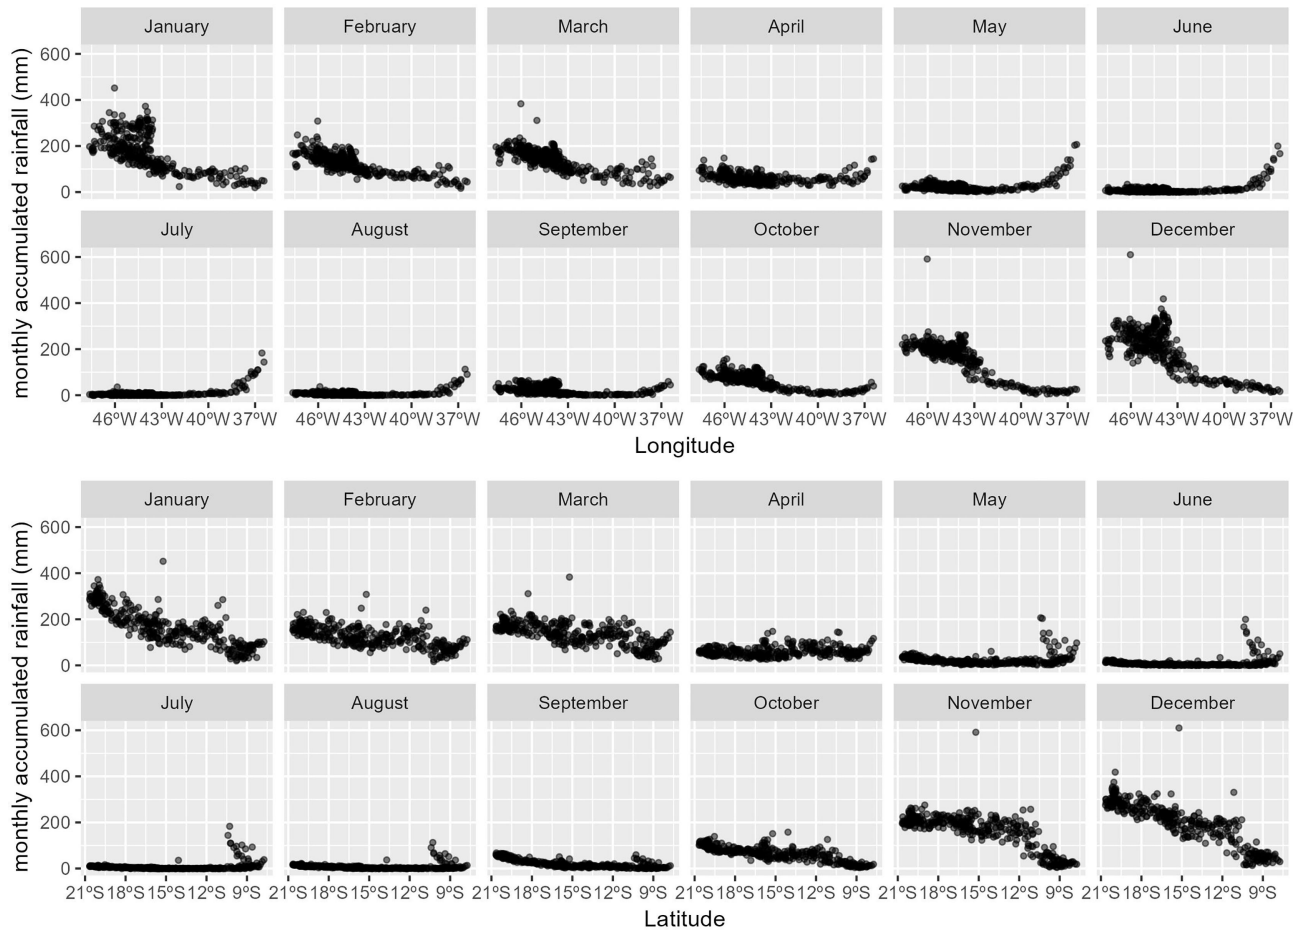 January February March April May June
600
400
200
0
July August September October November December
600
400
200
0
46°W 43°W 40°W 37°W 46°W 43°W 40°W 37°W 46°W 43°W 40°W 37°W 46°W 43°W 40°W 37°W 46°W 43°W 40°W 37°W 46°W 43°W 40°W 37°W
monthly accumulated rainfall (mm)
Longitude
January February March April May June
600
400
200
0
July August September October November December
600
400
200
0
21°S 18°S 15°S 12°S 9°S 21°S 18°S 15°S 12°S 9°S 21°S 18°S 15°S 12°S 9°S 21°S 18°S 15°S 12°S 9°S 21°S 18°S 15°S 12°S 9°S 21°S 18°S 15°S 12°S 9°S
monthly accumulated rainfall (mm)
Latitude